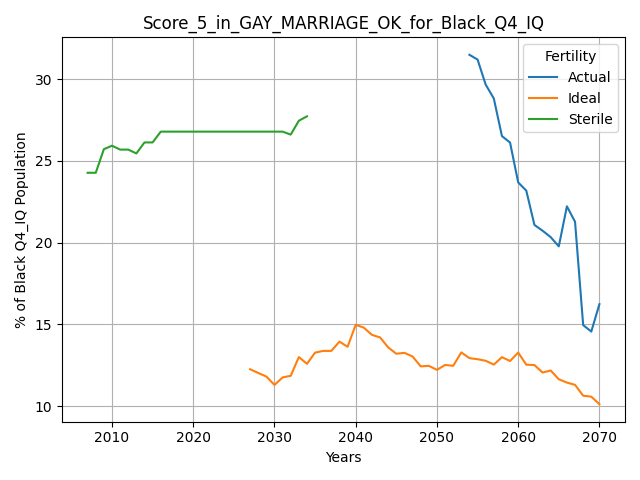 Score_5_in_GAY_MARRIAGE_OK_for_Black_Q4_IQ
Fertility
Actual
Ideal
Sterile
% of Black Q4_IQ Population
30
25
20
15
10
2010
2020
2030
2040
2050
2060
2070
Years